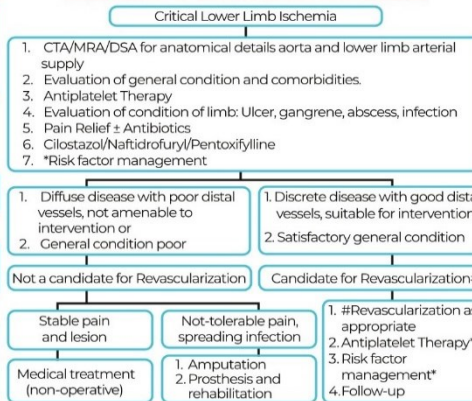 Critical Lower Limb Ischemia
1. CTA/MRA/DSA for anatomical details aorta and lower limb arterial
supply
2. Evaluation of general condition and comorbidities.
3. Antiplatelet Therapy
4. Evaluation of condition of limb: Ulcer, gangrene, abscess, infection
5. Pain Relief ± Antibiotics
6. Cilostazol/Naftidrofuryl/Pentoxifylline
7. *Risk factor management
1. Diffuse disease with poor distal
vessels, not amenable to
intervention or
2. General condition poor
1. Discrete disease with good dista
vessels, suitable for intervention
2. Satisfactory general condition
Not a candidate for Revascularization
Candidate for Revascularization
Stable pain
and lesion
Not-tolerable pain,
spreading infection
1. #Revascularization as
appropriate
2. Antiplatelet Therapy
3. Risk factor
management*
4. Follow-up
Medical treatment
(non-operative)
1. Amputation
2. Prosthesis and
rehabilitation